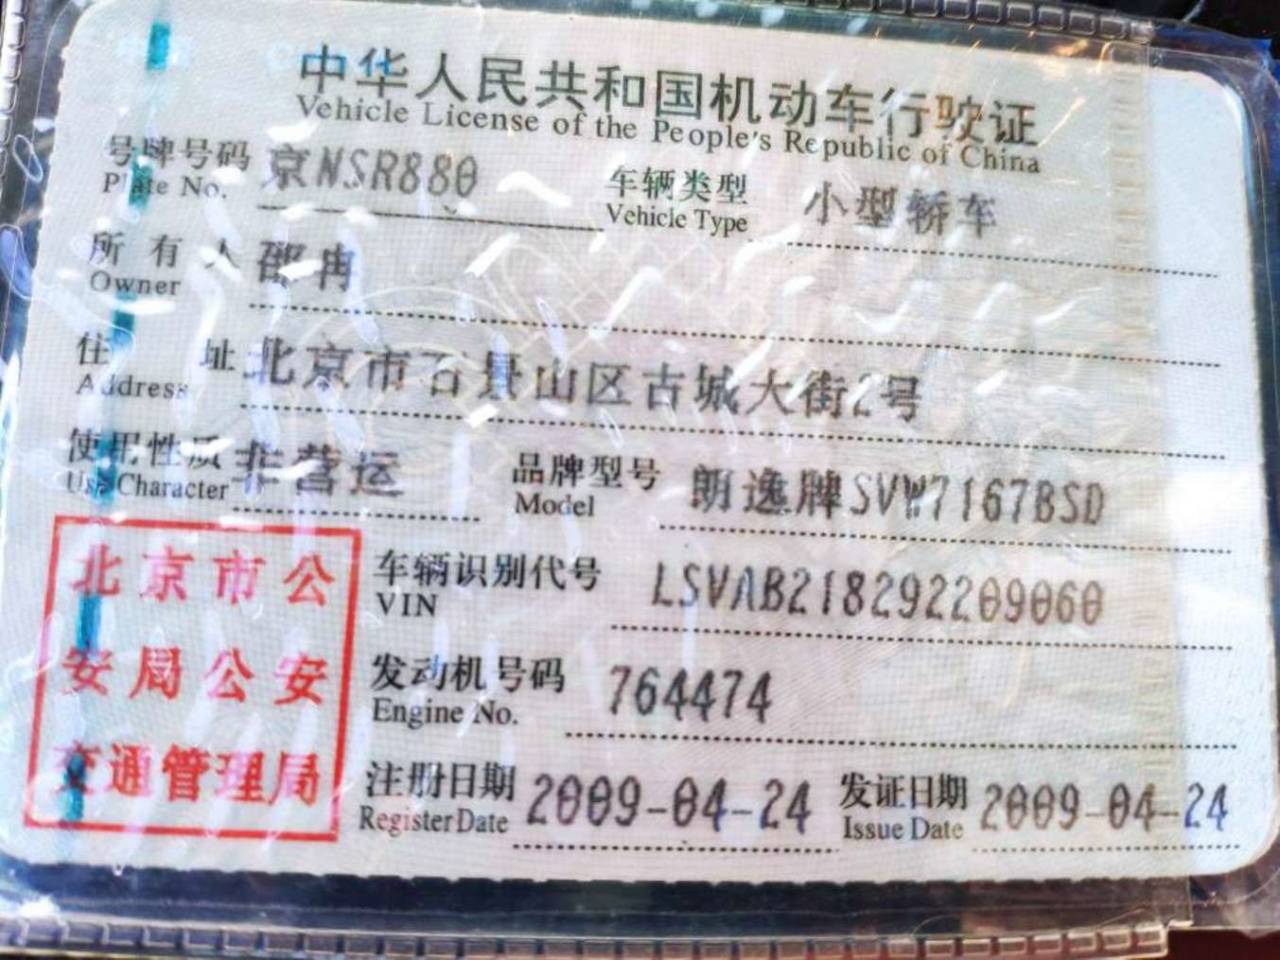 中华人民共和国机动车行驶证
Vehicle License of the People's Republic of China
号牌号码 京NSR880 车辆类型 小型轿车
Plate No. Vehicle Type
所有人 邵冉
Owner
住址 北京市石景山区古城大街2号
Address
使用性质 非营运 品牌型号 朗逸牌SVW7167BSD
Use Character Model
北京市公
安局公安
交通管理局
车辆识别代号 LSVAB218292209060
VIN
发动机号码 764474
Engine No.
注册日期 2009-04-24 发证日期 2009-04-24
Register Date Issue Date